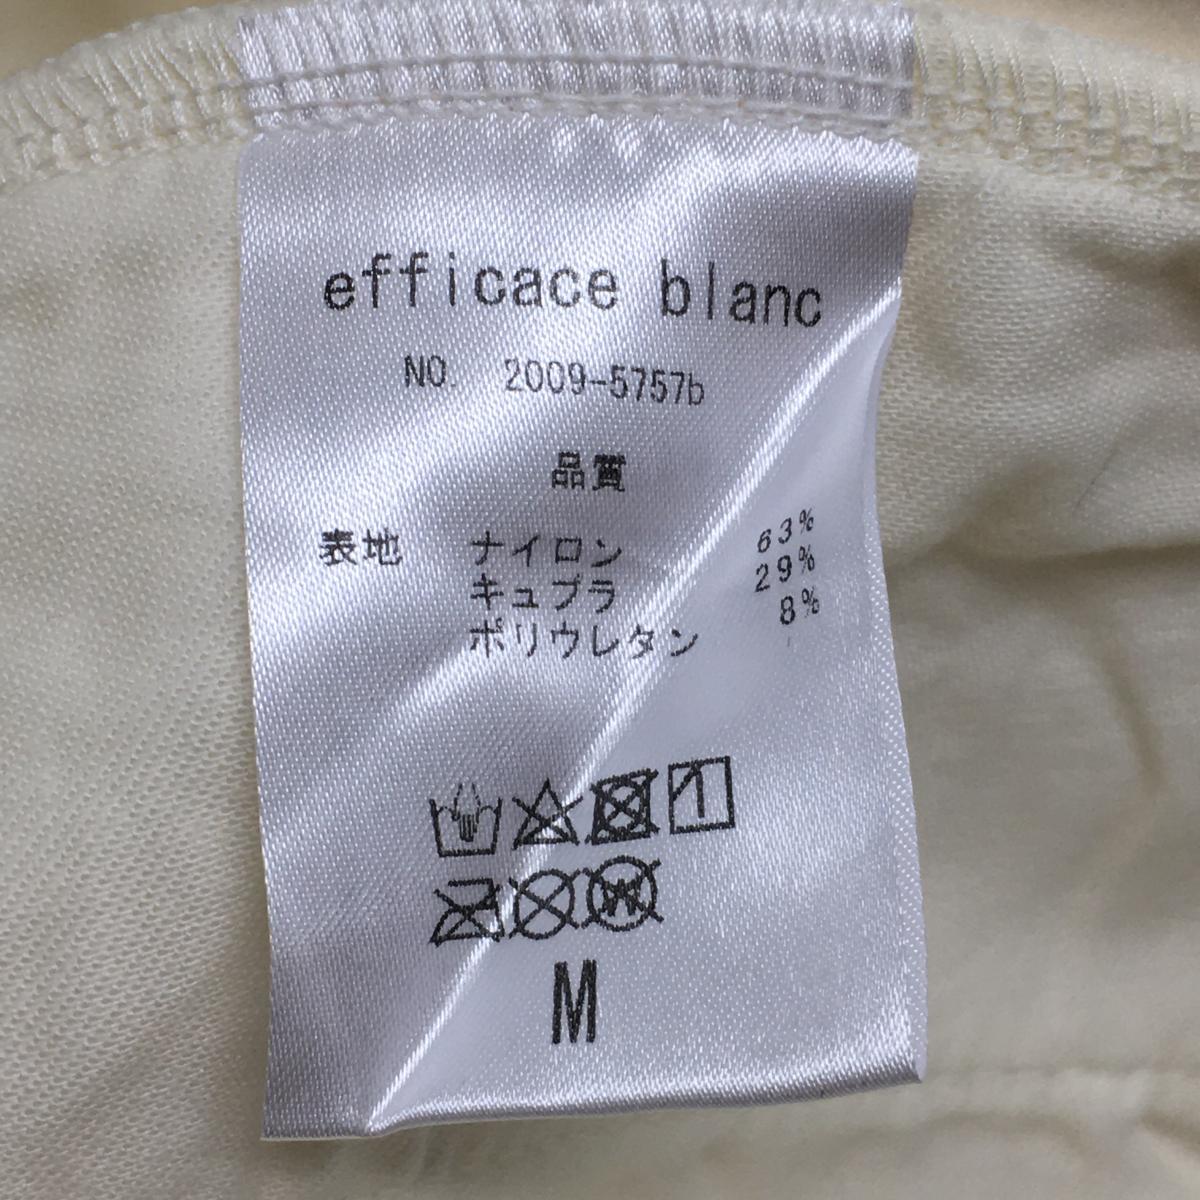 efficace blanc
NO. 2009-5757b
品質
表地 ナイロン 63%
キュプラ 29%
ポリウレタン 8%
W
M